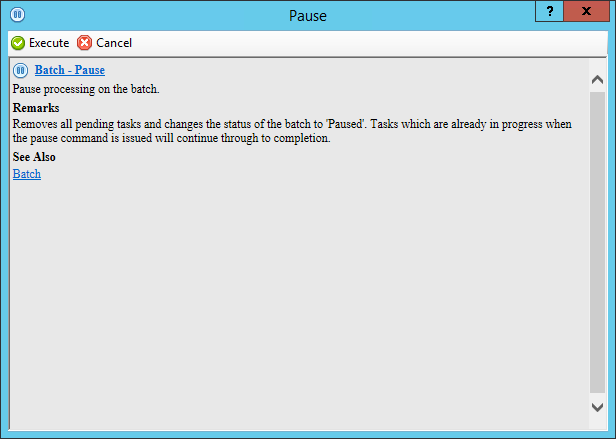 Pause
?
x
Execute Cancel
Batch - Pause
Pause processing on the batch.
Remarks
Removes all pending tasks and changes the status of the batch to 'Paused'. Tasks which are already in progress when
the pause command is issued will continue through to completion.
See Also
Batch